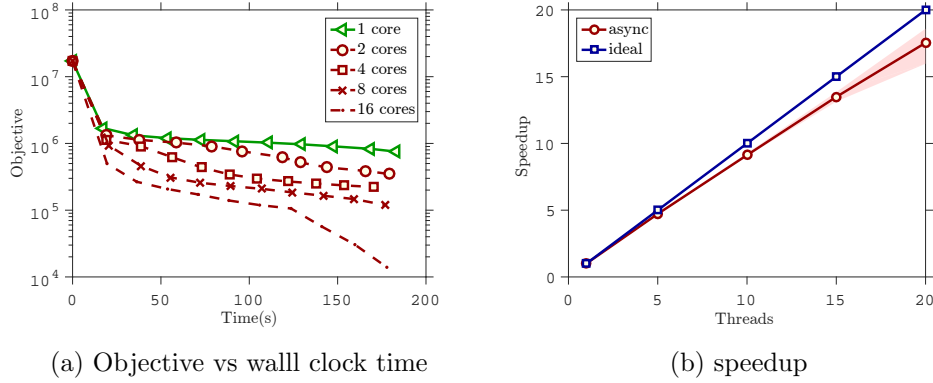 10^8
10^7
10^6
10^5
10^4
Objective
1 core
2 cores
4 cores
8 cores
16 cores
0 50 100 150 200
Time(s)
(a) Objective vs walll clock time
20
15
10
5
0
Speedup
async
ideal
0 5 10 15 20
Threads
(b) speedup